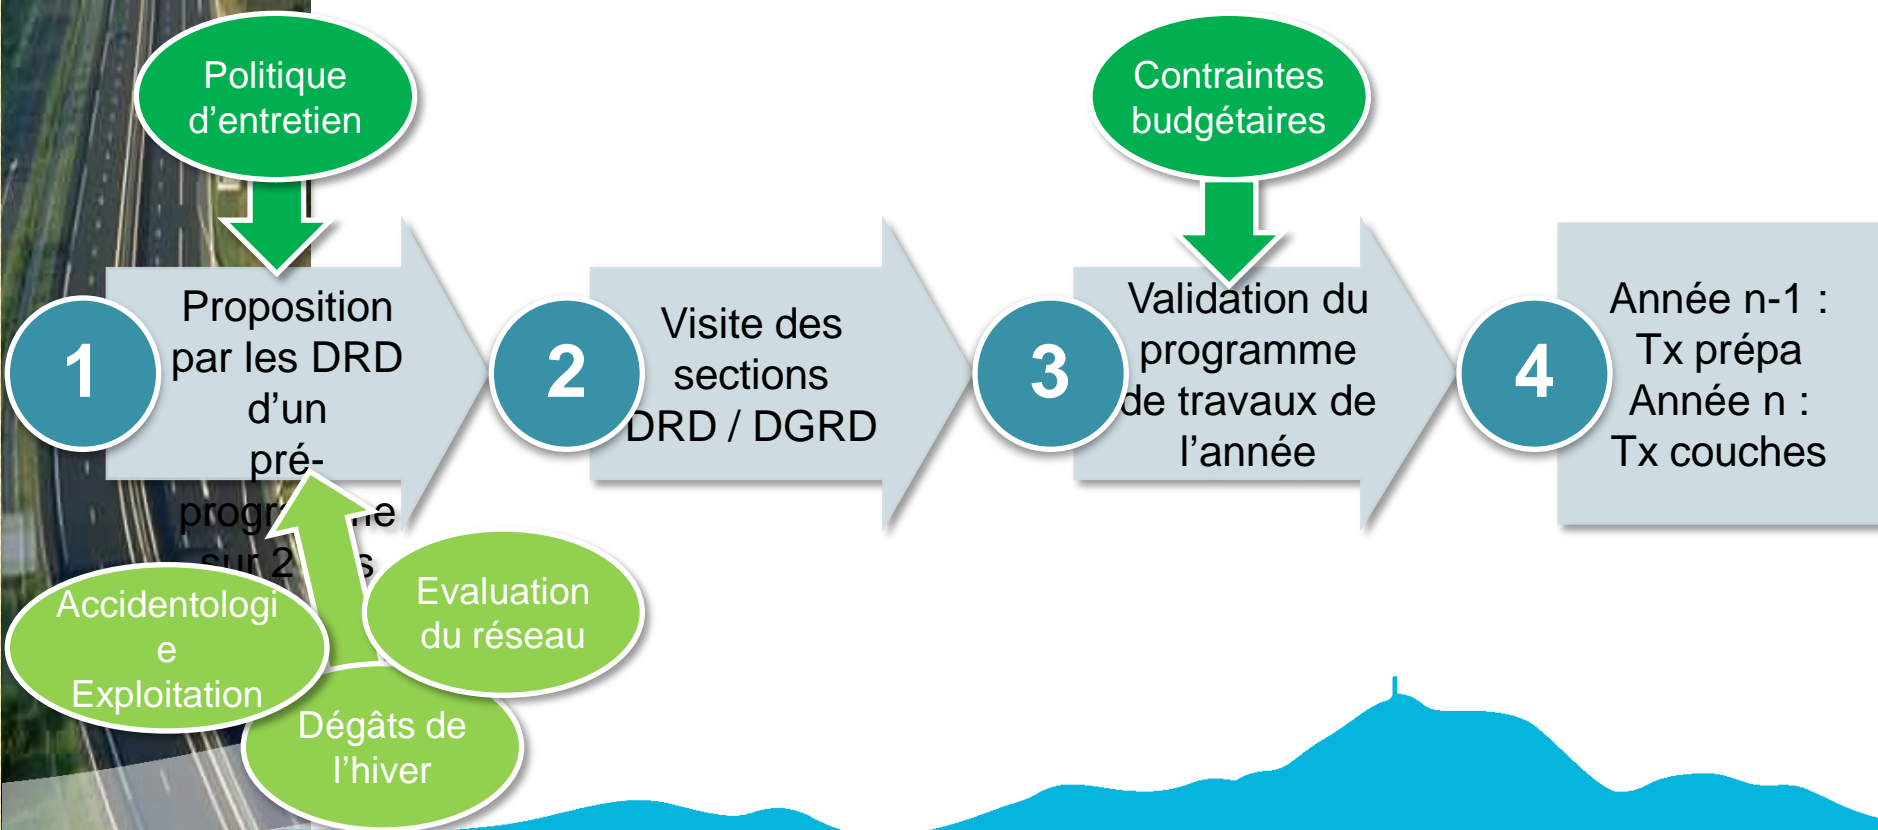 Politique
d'entretien
Contraintes
budgétaires
1
Proposition
par les DRD
d'un
pré-
sur 2
2
Visite des
sections
DRD / DGRD
3
Validation du
programme
de travaux de
l'année
4
Année n-1 :
Tx prépa
Année n :
Tx couches
Accidentologi
e
Exploitation
Evaluation
du réseau
Dégâts de
l'hiver